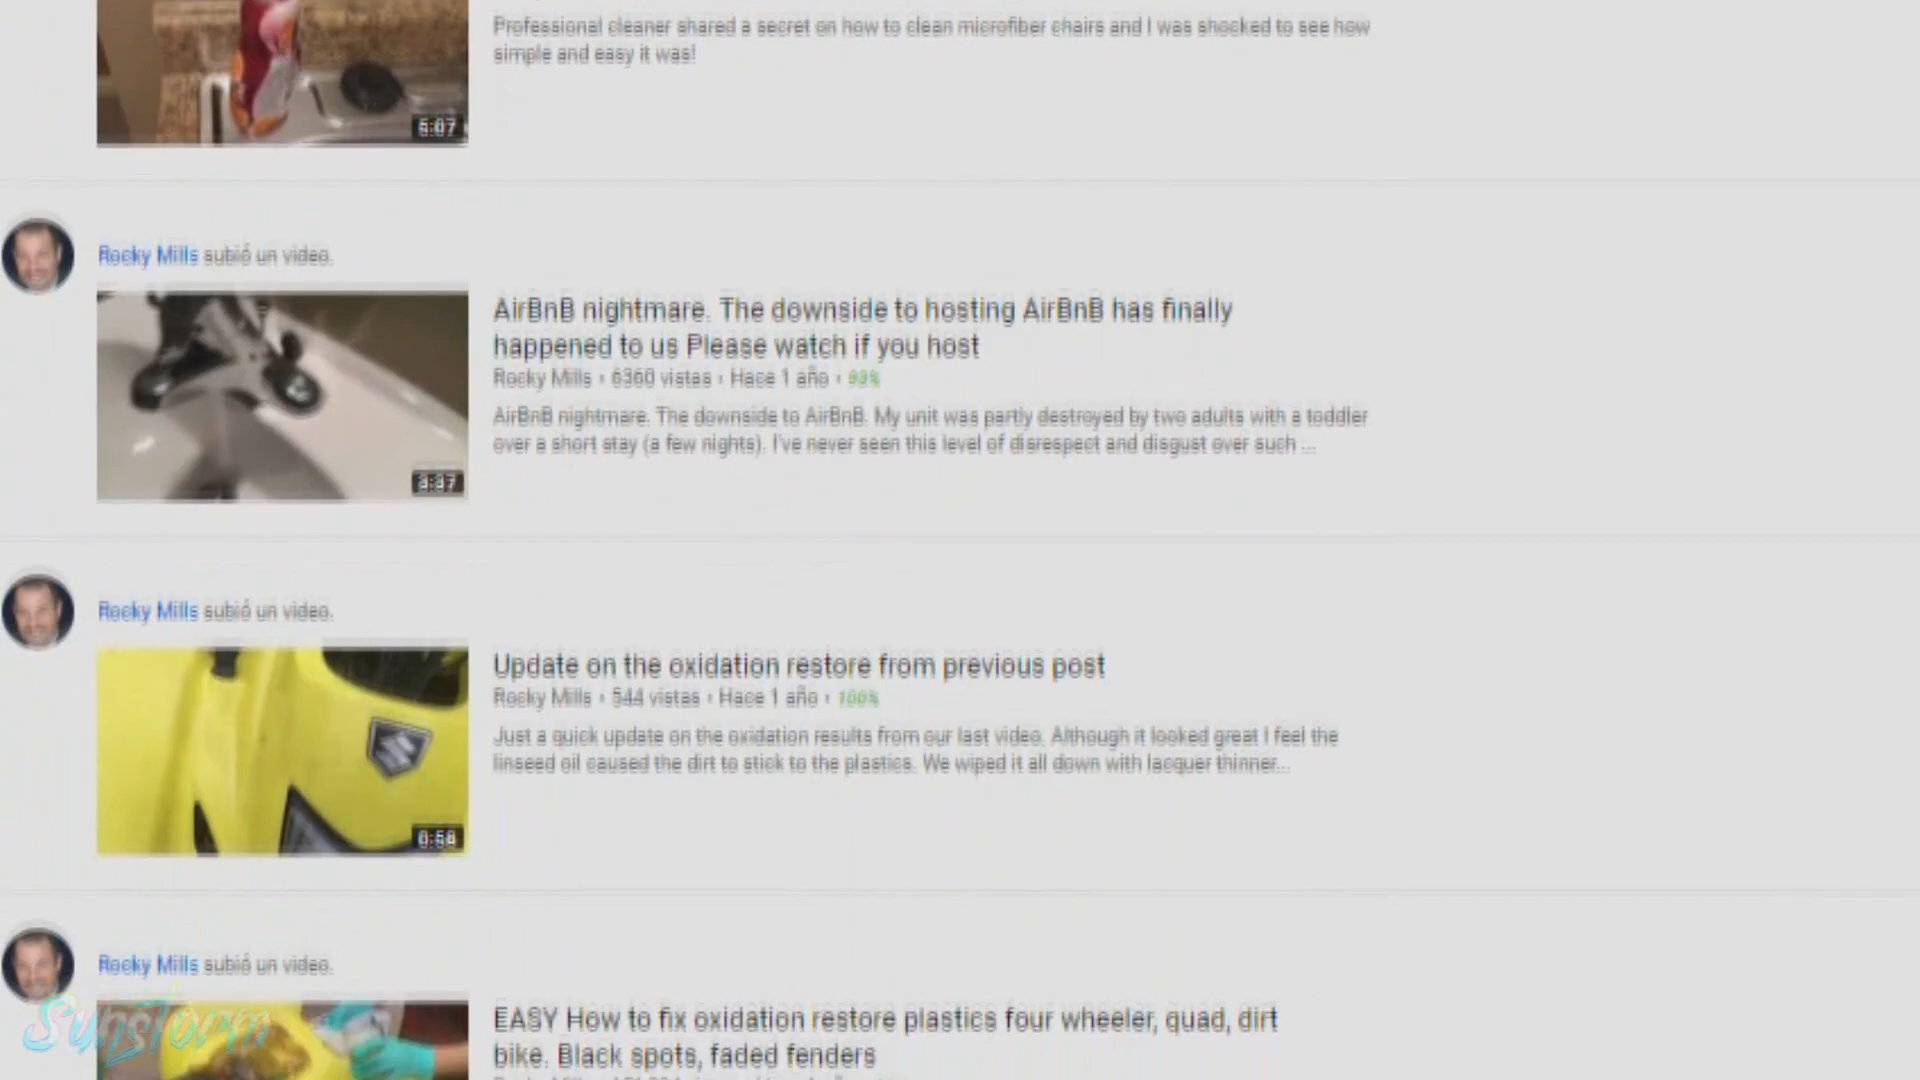 Professional cleaner shared a secret on how to clean microfiber chairs and I was shocked to see how
simple and easy it was!
5:07
Rocky Mills subió un video.
AirBnB nightmare. The downside to hosting AirBnB has finally
happened to us Please watch if you host
Rocky Mills • 6360 vistas • Hace 1 año • 93%
AirBnB nightmare. The downside to AirBnB. My unit was partly destroyed by two adults with a toddler
over a short stay (a few nights). I've never seen this level of disrespect and disgust over such ...
Rocky Mills subió un video.
Update on the oxidation restore from previous post
Rocky Mills • 544 vistas • Hace 1 año • 100%
Just a quick update on the oxidation results from our last video. Although it looked great I feel the
linseed oil caused the dirt to stick to the plastics. We wiped it all down with lacquer thinner...
0:58
Rocky Mills subió un video.
EASY How to fix oxidation restore plastics four wheeler, quad, dirt
bike. Black spots, faded fenders
Sunstorm